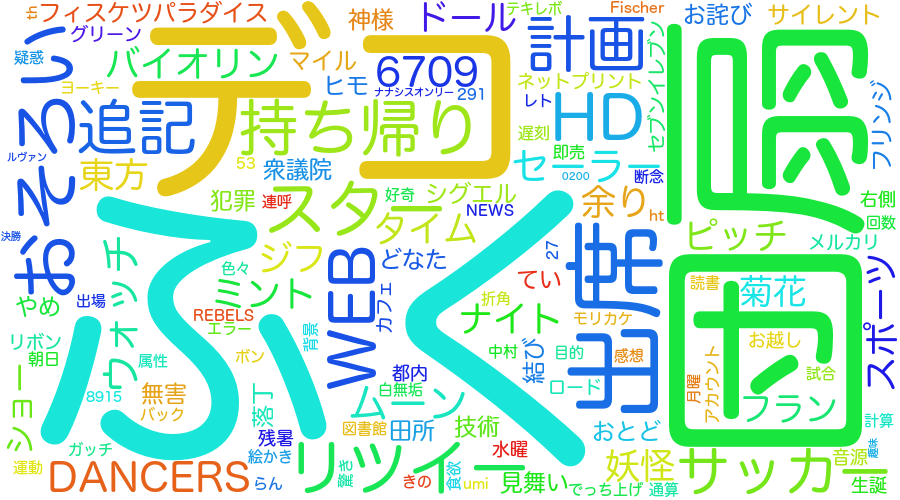 th
フィスケツパラダイス
神様
ドール
テキレボ
Fischer
お詫び
サイレント
グリーン
疑惑
バイオリン
マイル
ヒモ
6709
ナナシスオンリー
291
計画
ネットプリント
セブンイレブン
ヨーキー
おそろい
追記
デコ
持ち帰り
レト
HD
遅刻
フリンジ
ルヴァン
東方
53
衆議院
セーラー
即売
0200
断念
犯罪
連呼
スター
好奇
シグエル
NEWS
余り
ht
右側
回数
タイム
ピッチ
メルカリ
決勝
ウオッチ
ジフ
色々
WEB
どなた
27
出席
てい
ふく
団
読書
菊花
スポーツ
やめ
出場
ミント
カフェ
折角
REBELS
エラー
背景
ナイト
モリカケ
リボン
朝日
属性
ボン
中村
目的
感想
結び
お越し
試合
ショー
8915
無害
バック
落丁
都内
白無垢
ムーン
ロード
月曜
アカウント
フラン
計算
ガッチ
残暑
図書館
田所
技術
おとど
趣味
運動
絵かき
水曜
妖怪
音源
DANCERS
らん
リツイー
驚き
きの
食欲
umi
見舞い
でっち上げ
通算
サッカー
生誕